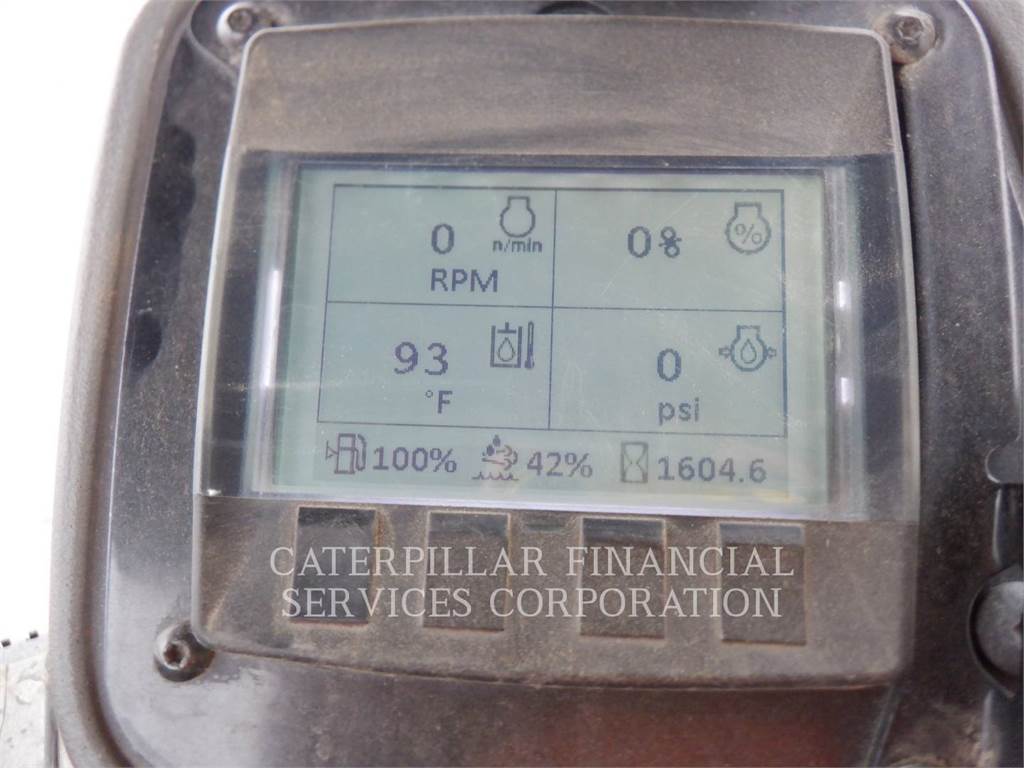 0 n/min
RPM
0% %
93
°F
0
psi
100% 42% 1604.6
CATERPILLAR FINANCIAL
SERVICES CORPORATION